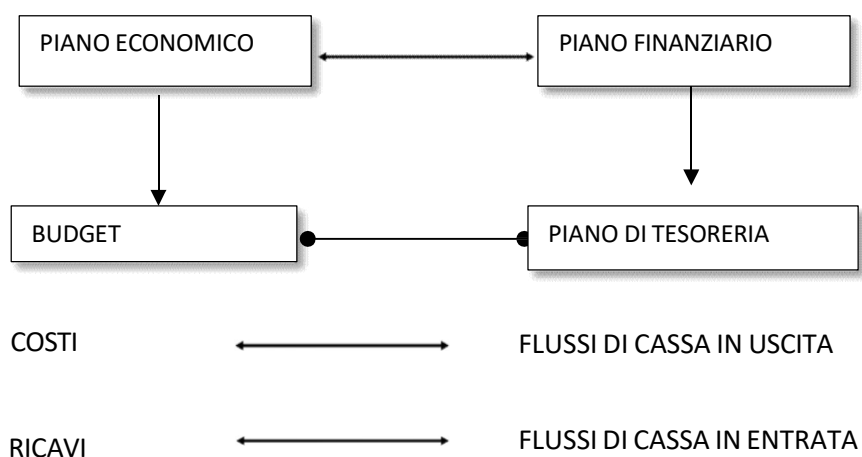 PIANO ECONOMICO
PIANO FINANZIARIO
BUDGET
PIANO DI TESORERIA
COSTI
FLUSSI DI CASSA IN USCITA
RICAVI
FLUSSI DI CASSA IN ENTRATA